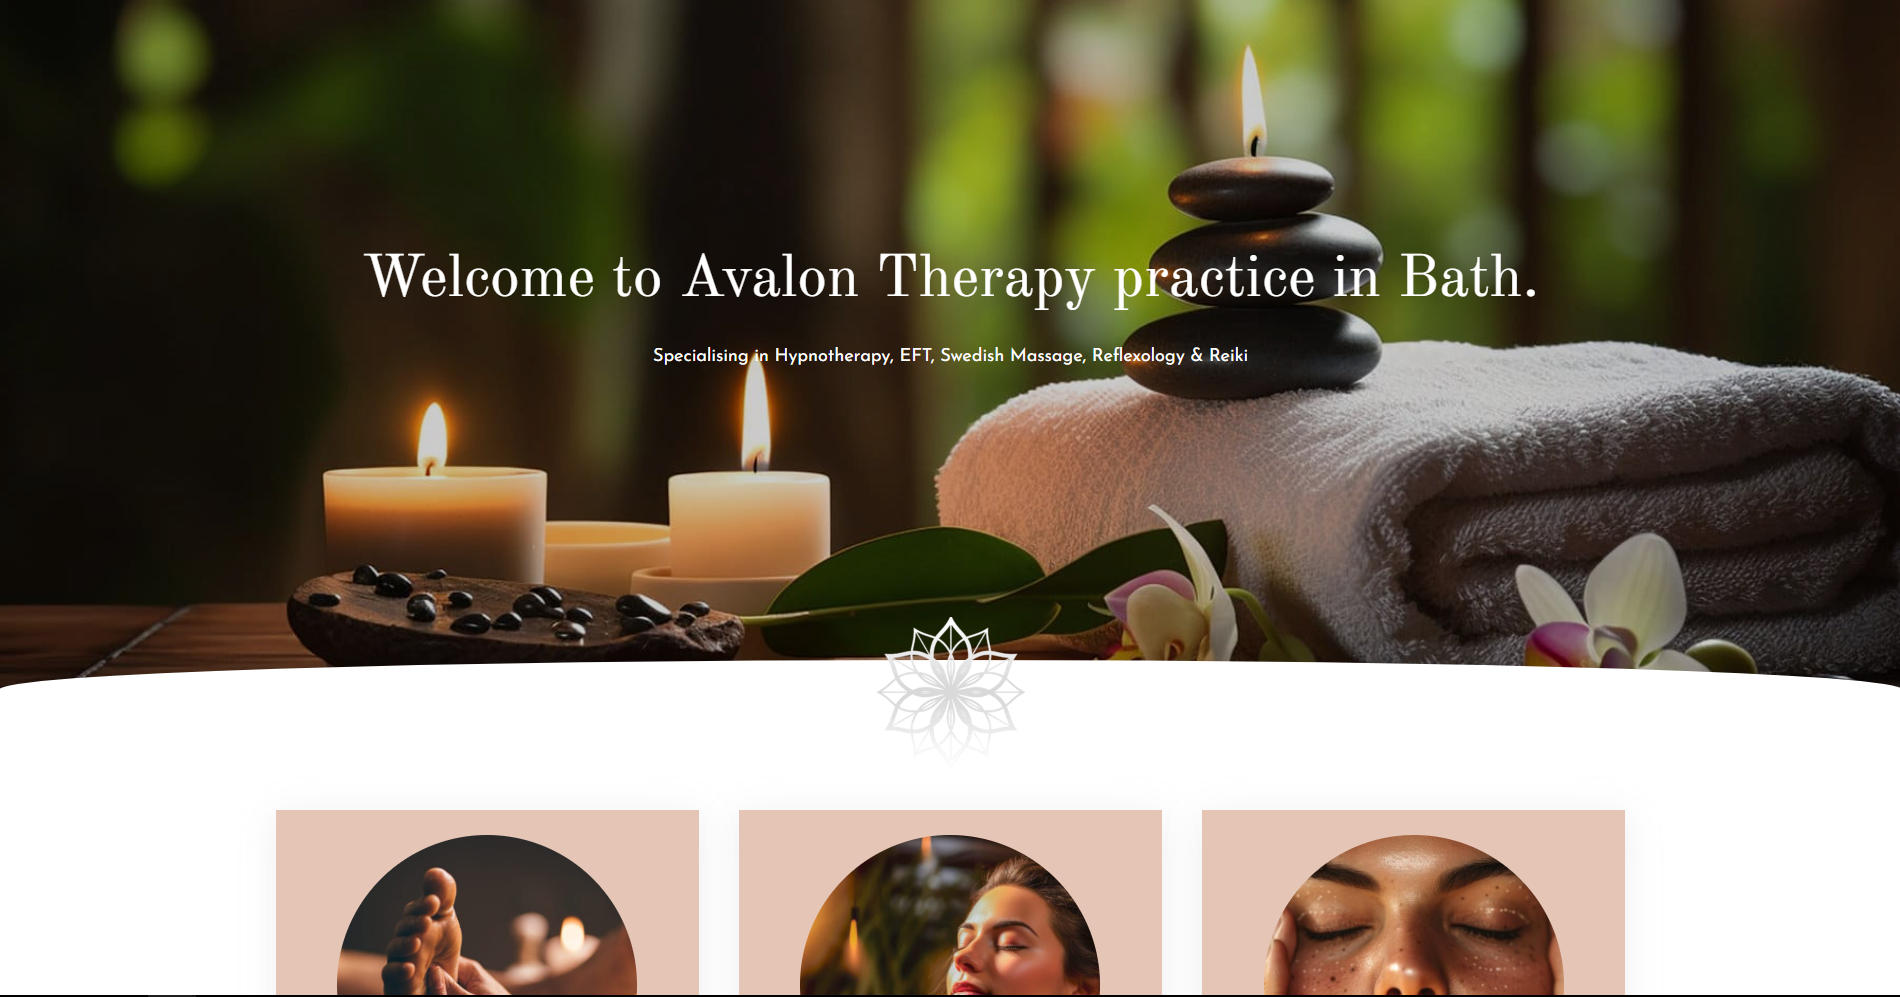 Welcome to Avalon Therapy practice in Bath.
Specialising in Hypnotherapy, EFT, Swedish Massage, Reflexology & Reiki